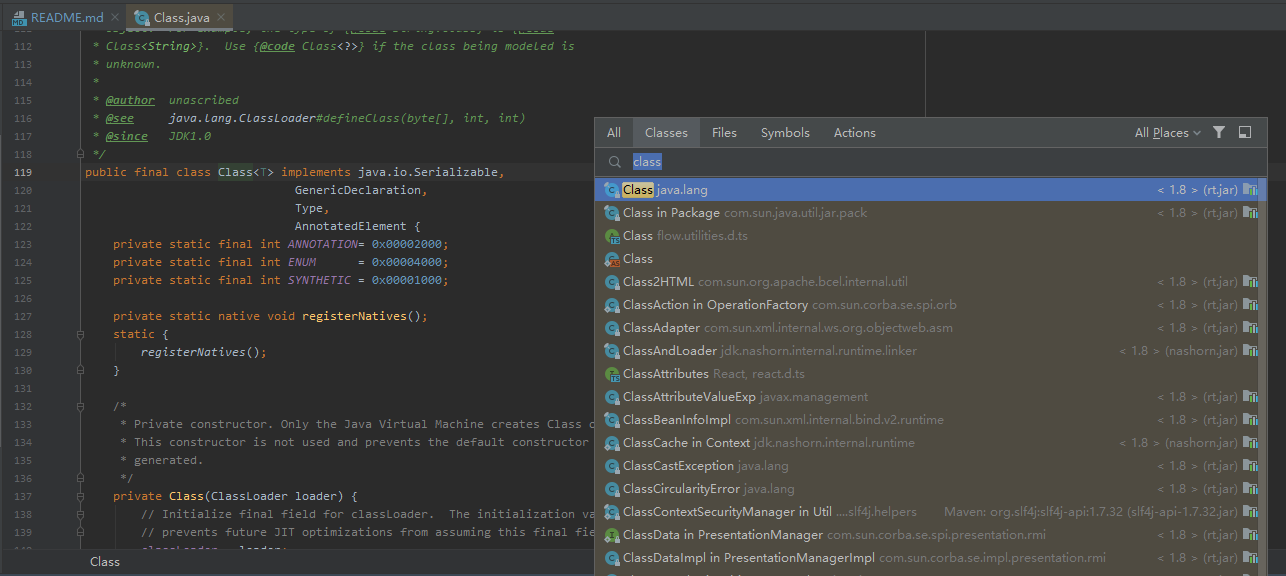 README.md
Class.java
112 * Class<String>}.  Use {@code Class<?>} if the class being modeled is
113 * unknown.
114 *
115 * @author  unascribed
116 * @see     java.lang.ClassLoader#defineClass(byte[], int, int)
117 * @since   JDK1.0
118 */
119 public final class Class<T> implements java.io.Serializable,
120 GenericDeclaration,
121 Type,
122 AnnotatedElement {
123 private static final int ANNOTATION= 0x00002000;
124 private static final int ENUM      = 0x00004000;
125 private static final int SYNTHETIC = 0x00001000;
126
127 private static native void registerNatives();
128 static {
129 registerNatives();
130 }
131
132 /*
133 * Private constructor. Only the Java Virtual Machine creates Class
134 * This constructor is not used and prevents the default constructor
135 * generated.
136 */
137 private Class(ClassLoader loader) {
138 // Initialize final field for classLoader.  The initialization va
139 // prevents future JIT optimizations from assuming this final fie
Class
All Classes Files Symbols Actions All Places
class
Class java.lang < 1.8 > (rt.jar)
Class in Package com.sun.java.util.jar.pack < 1.8 > (rt.jar)
Class flow.utilities.d.ts
Class
Class2HTML com.sun.org.apache.bcel.internal.util < 1.8 > (rt.jar)
ClassAction in OperationFactory com.sun.corba.se.spi.orb < 1.8 > (rt.jar)
ClassAdapter com.sun.xml.internal.ws.org.objectweb.asm < 1.8 > (rt.jar)
ClassAndLoader jdk.nashorn.internal.runtime.linker < 1.8 > (nashorn.jar)
ClassAttributes React, react.d.ts
ClassAttributeValueExp javax.management < 1.8 > (rt.jar)
ClassBeanInfoImpl com.sun.xml.internal.bind.v2.runtime < 1.8 > (rt.jar)
ClassCache in Context jdk.nashorn.internal.runtime < 1.8 > (nashorn.jar)
ClassCastException java.lang < 1.8 > (rt.jar)
ClassCircularityError java.lang < 1.8 > (rt.jar)
ClassContextSecurityManager in Util ....slf4j.helpers Maven: org.slf4j:slf4j-api:1.7.32 (slf4j-api-1.7.32.jar)
ClassData in PresentationManager com.sun.corba.se.spi.presentation.rmi < 1.8 > (rt.jar)
ClassDataImpl in PresentationManagerImpl com.sun.corba.se.impl.presentation.rmi < 1.8 > (rt.jar)